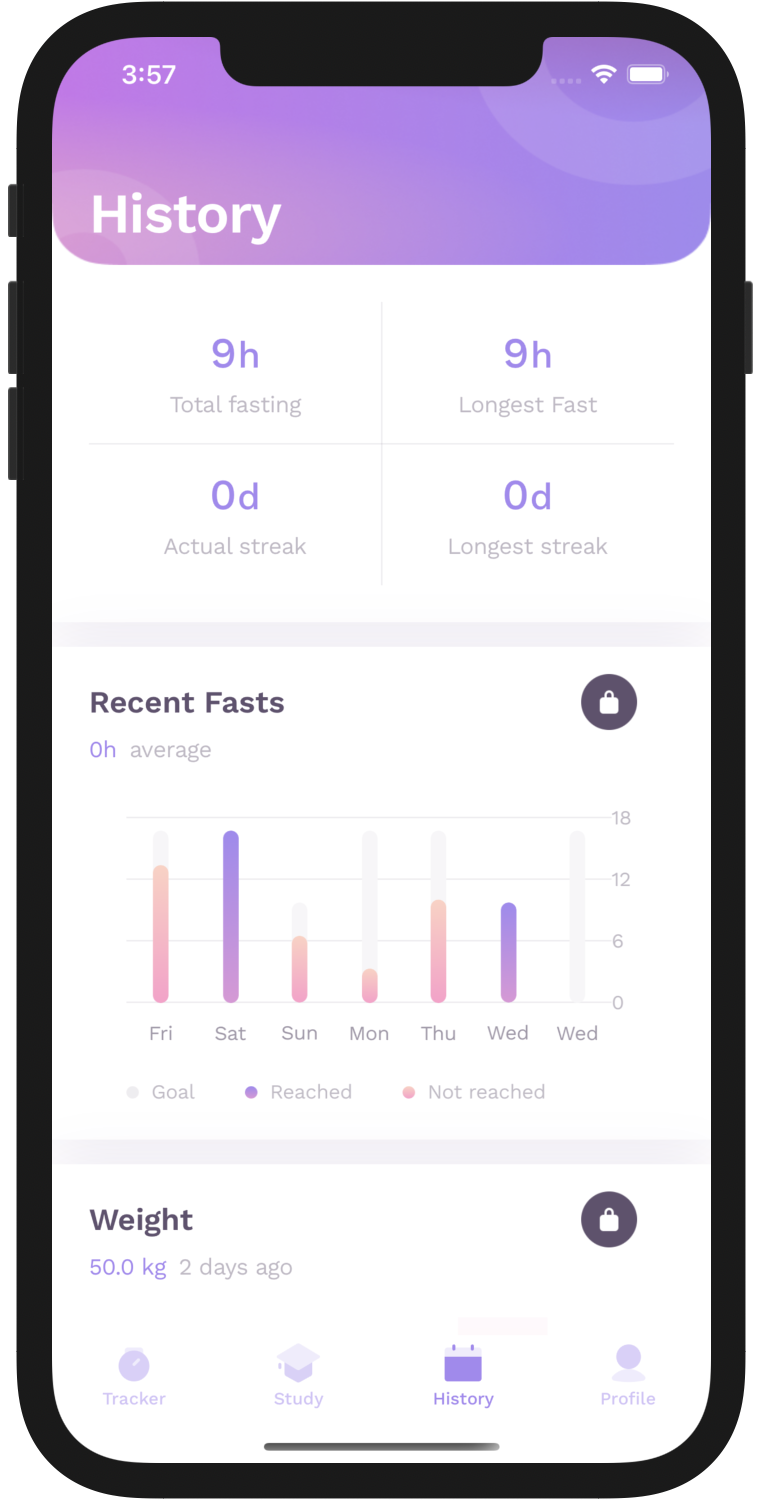 3:57
History
9h 9h
Total fasting Longest Fast
0d 0d
Actual streak Longest streak
Recent Fasts
0h average
18
12
6
0
Fri Sat Sun Mon Thu Wed Wed
Goal Reached Not reached
Weight
50.0 kg 2 days ago
Tracker Study History Profile